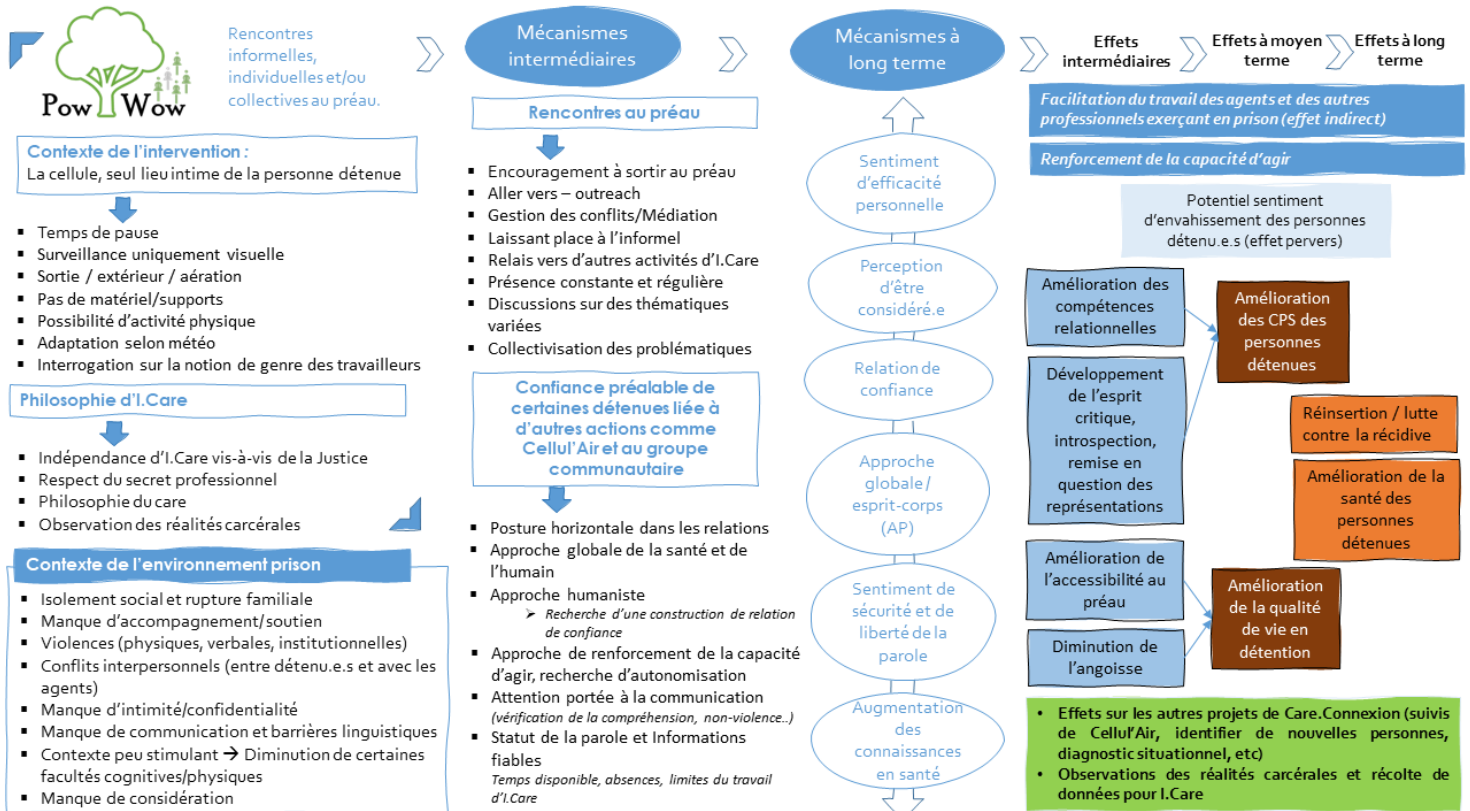 Pow Wow
Rencontres
informelles,
individuelles et/ou
collectives au préau.
Contexte de l'intervention :
La cellule, seul lieu intime de la personne détenue
▪ Temps de pause
▪ Surveillance uniquement visuelle
▪ Sortie / extérieur / aération
▪ Pas de matériel/supports
▪ Possibilité d'activité physique
▪ Adaptation selon météo
▪ Interrogation sur la notion de genre des travailleurs
Philosophie d'I.Care
▪ Indépendance d'I.Care vis-à-vis de la Justice
▪ Respect du secret professionnel
▪ Philosophie du care
▪ Observation des réalités carcérales
Contexte de l'environnement prison
▪ Isolement social et rupture familiale
▪ Manque d'accompagnement/soutien
▪ Violences (physiques, verbales, institutionnelles)
▪ Conflits interpersonnels (entre détenu.e.s et avec les
agents)
▪ Manque d'intimité/confidentialité
▪ Manque de communication et barrières linguistiques
▪ Contexte peu stimulant → Diminution de certaines
facultés cognitives/physiques
▪ Manque de considération
Mécanismes
intermédiaires
Rencontres au préau
▪ Encouragement à sortir au préau
▪ Aller vers – outreach
▪ Gestion des conflits/Médiation
▪ Laissant place à l'informel
▪ Relais vers d'autres activités d'I.Care
▪ Présence constante et régulière
▪ Discussions sur des thématiques
variées
▪ Collectivisation des problématiques
Confiance préalable de
certaines détenues liée à
d'autres actions comme
Cellul'Air et au groupe
communautaire
▪ Posture horizontale dans les relations
▪ Approche globale de la santé et de
l'humain
▪ Approche humaniste
➢ Recherche d'une construction de relation
de confiance
▪ Approche de renforcement de la capacité
d'agir, recherche d'autonomisation
▪ Attention portée à la communication
(vérification de la compréhension, non-violence..)
▪ Statut de la parole et Informations
fiables
Temps disponible, absences, limites du travail
d'I.Care
Mécanismes à
long terme
Sentiment
d'efficacité
personnelle
Perception
d'être
considéré.e
Relation de
confiance
Approche
globale /
esprit-corps
(AP)
Sentiment de
sécurité et de
liberté de la
parole
Augmentation
des
connaissances
en santé
Effets
intermédiaires
Effets à moyen
terme
Effets à long
terme
Facilitation du travail des agents et des autres
professionnels exerçant en prison (effet indirect)
Renforcement de la capacité d'agir
Potentiel sentiment
d'envahissement des personnes
détenu.e.s (effet pervers)
Amélioration des
compétences
relationnelles
Développement
de l'esprit
critique,
introspection,
remise en
question des
représentations
Amélioration
des CPS des
personnes
détenues
Réinsertion / lutte
contre la récidive
Amélioration de la
santé des
personnes
détenues
Amélioration de
l'accessibilité au
préau
Diminution de
l'angoisse
Amélioration
de la qualité
de vie en
détention
• Effets sur les autres projets de Care.Connexion (suivis
de Cellul'Air, identifier de nouvelles personnes,
diagnostic situationnel, etc)
• Observations des réalités carcérales et récolte de
données pour I.Care